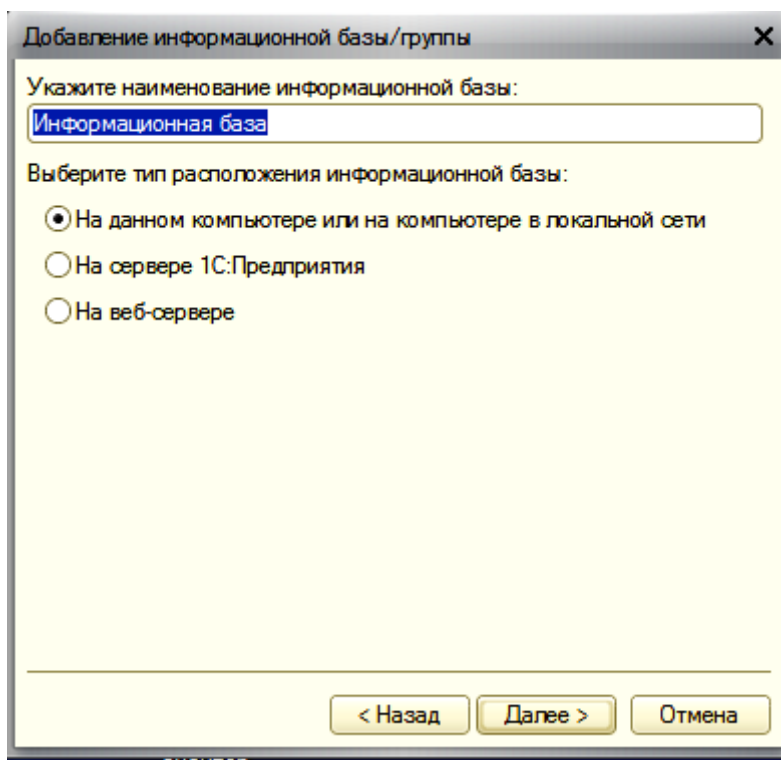 Добавление информационной базы/группы
Укажите наименование информационной базы:
Информационная база
Выберите тип расположения информационной базы:
На данном компьютере или на компьютере в локальной сети
На сервере 1С:Предприятия
На веб-сервере
< Назад Далее > Отмена